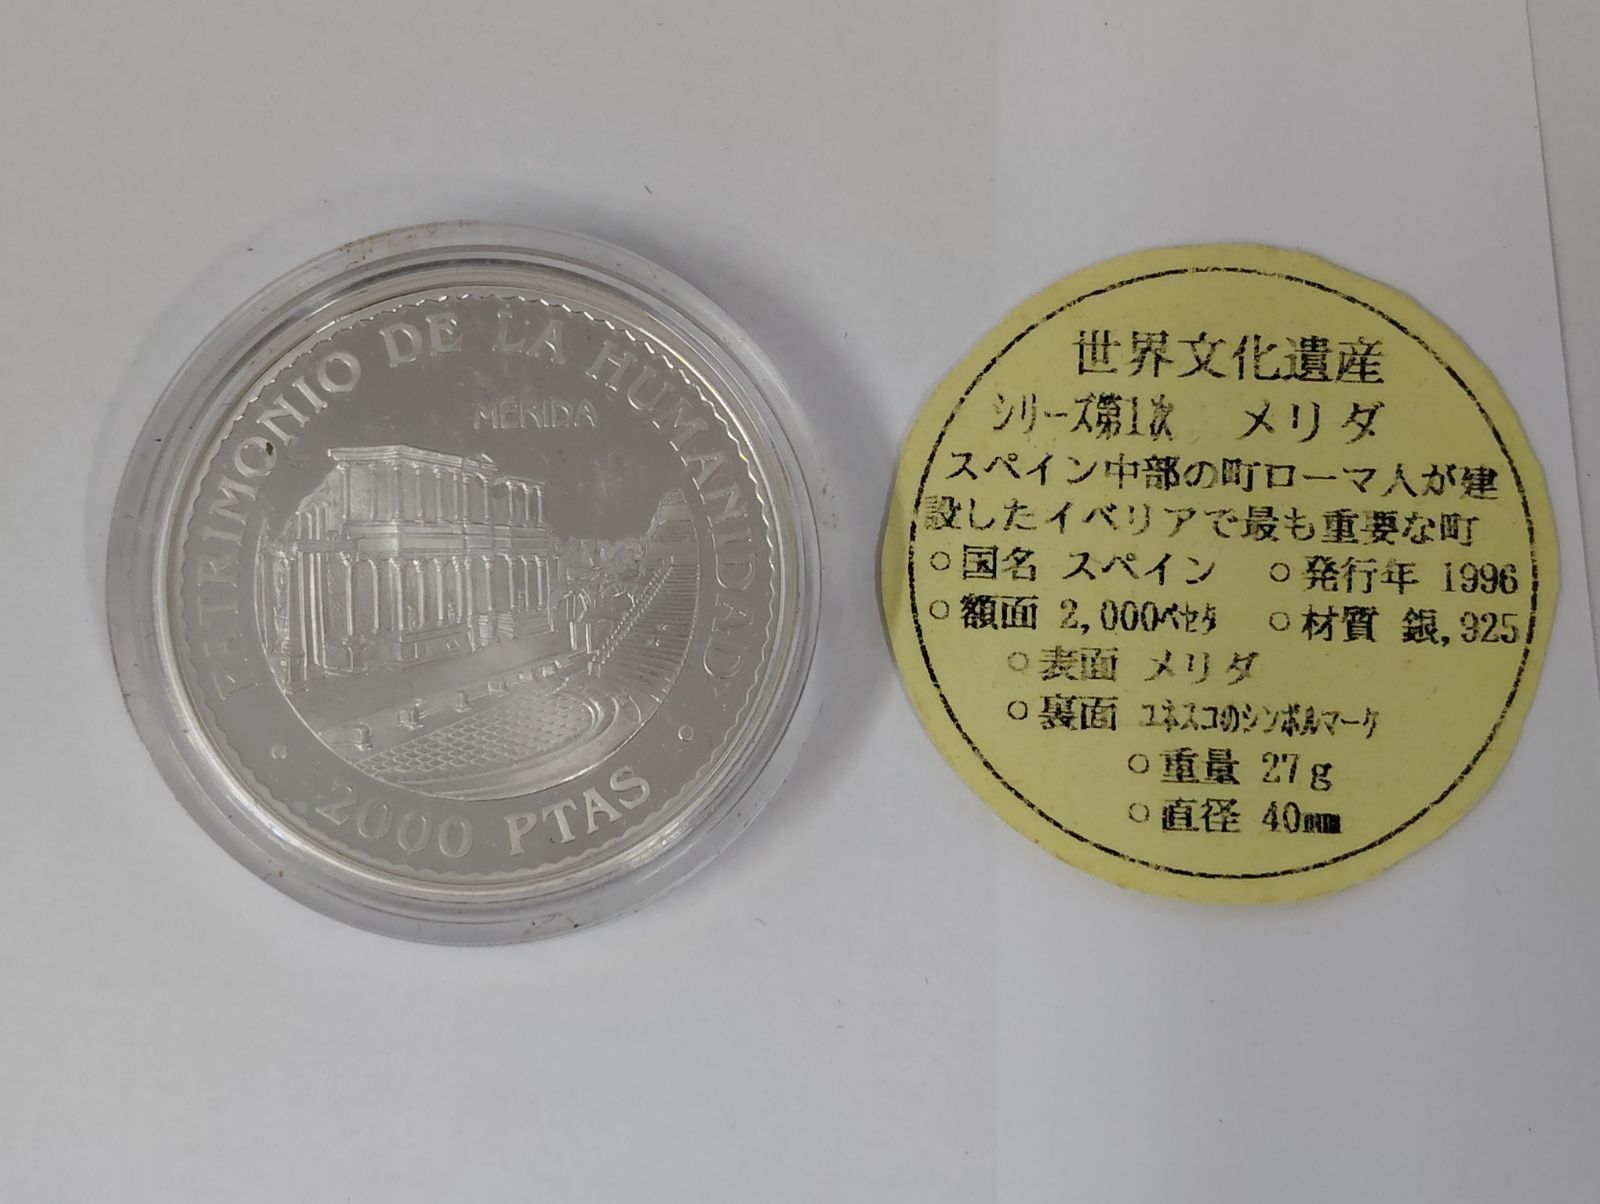 PATRIMONIO DE LA HUMANIDAD
MÉRIDA
2000 PTAS
世界文化遺産
シリーズ第1次 メリダ
スペイン中部の町ローマ人が建
設したイベリアで最も重要な町
○国名 スペイン ○発行年 1996
○額面 2,000ペセタ ○材質 銀,925
○表面 メリダ
○裏面 ユネスコのシンボルマーク
○重量 27g
○直径 40mm